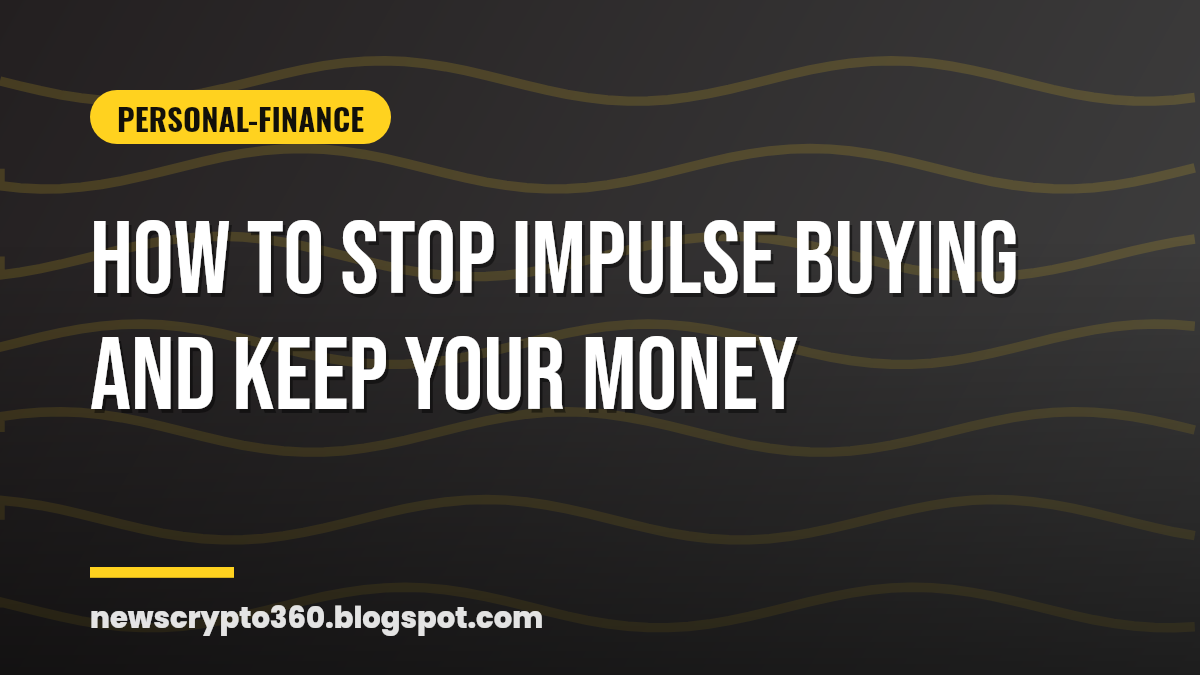 PERSONAL-FINANCE
HOW TO STOP IMPULSE BUYING
AND KEEP YOUR MONEY
newscrypto360.blogspot.com